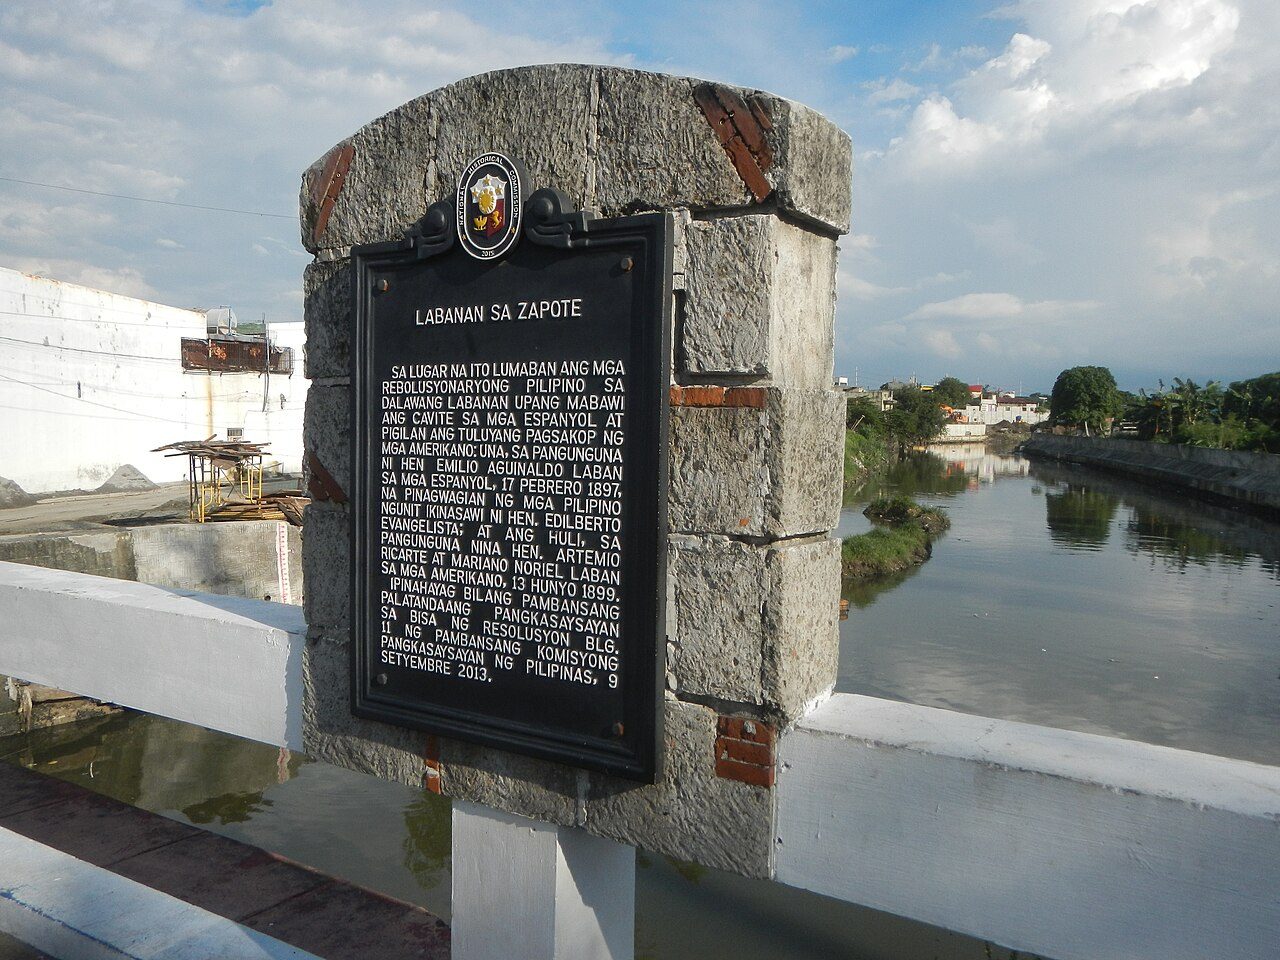 NATIONAL HISTORICAL COMMISSION
2015
LABANAN SA ZAPOTE
SA LUGAR NA ITO LUMABAN ANG MGA
REBOLUSYONARYONG PILIPINO SA
DALAWANG LABANAN UPANG MABAWI
ANG CAVITE SA MGA ESPANYOL AT
PIGILAN ANG TULUYANG PAGSAKOP NG
MGA AMERIKANO: UNA, SA PANGUNGUNA
NI HEN EMILIO AGUINALDO LABAN
SA MGA ESPANYOL, 17 PEBRERO 1897,
NA PINAGWAGIAN NG MGA PILIPINO
NGUNIT IKINASAWI NI HEN. EDILBERTO
EVANGELISTA; AT ANG HULI, SA
PANGUNGUNA NINA HEN. ARTEMIO
RICARTE AT MARIANO NORIEL LABAN
SA MGA AMERIKANO, 13 HUNYO 1899.
IPINAHAYAG BILANG PAMBANSANG
PALATANDAANG PANGKASAYSAYAN
SA BISA NG RESOLUSYON BLG.
11 NG PAMBANSANG KOMISYONG
PANGKASAYSAYAN NG PILIPINAS, 9
SETYEMBRE 2013.